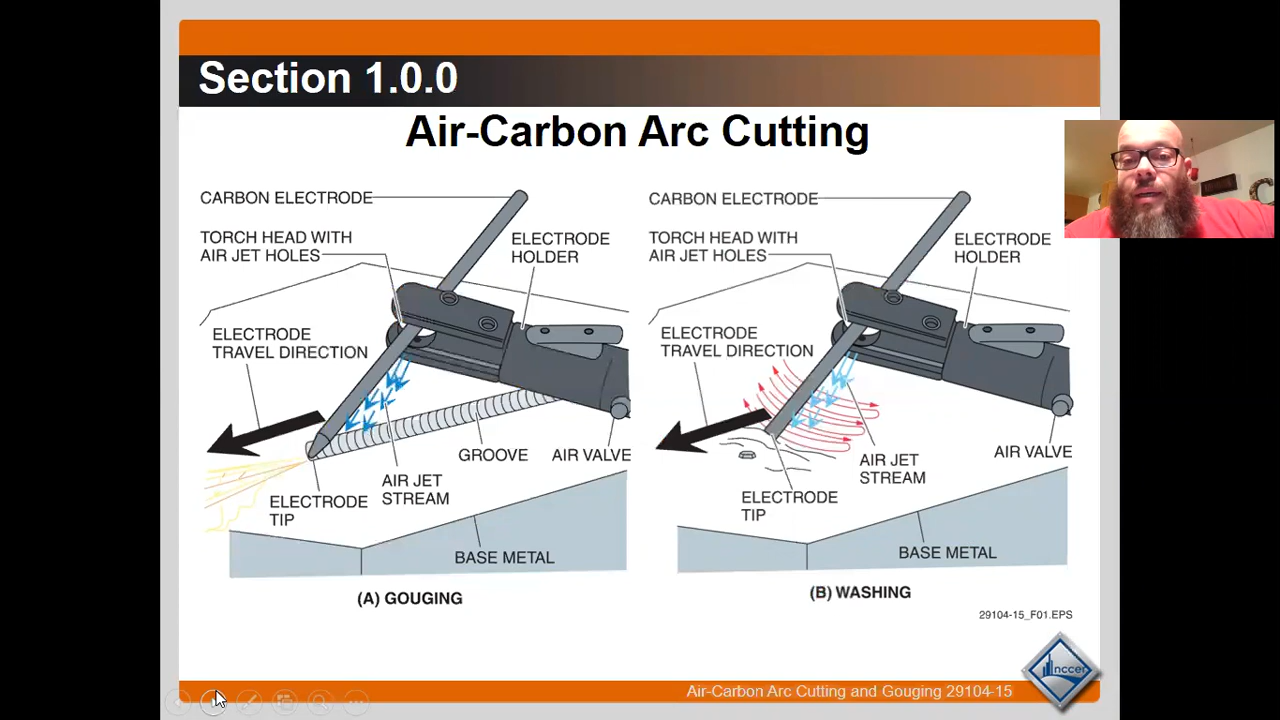 Section 1.0.0
Air-Carbon Arc Cutting
CARBON ELECTRODE
TORCH HEAD WITH
AIR JET HOLES
ELECTRODE
HOLDER
ELECTRODE
TRAVEL DIRECTION
GROOVE
AIR VALVE
AIR JET
STREAM
ELECTRODE
TIP
BASE METAL
(A) GOUGING
CARBON ELECTRODE
TORCH HEAD WITH
AIR JET HOLES
ELECTRODE
HOLDER
ELECTRODE
TRAVEL DIRECTION
AIR VALVE
AIR JET
STREAM
ELECTRODE
TIP
BASE METAL
(B) WASHING
29104-15_F01.EPS
nccer
Air-Carbon Arc Cutting and Gouging 29104-15